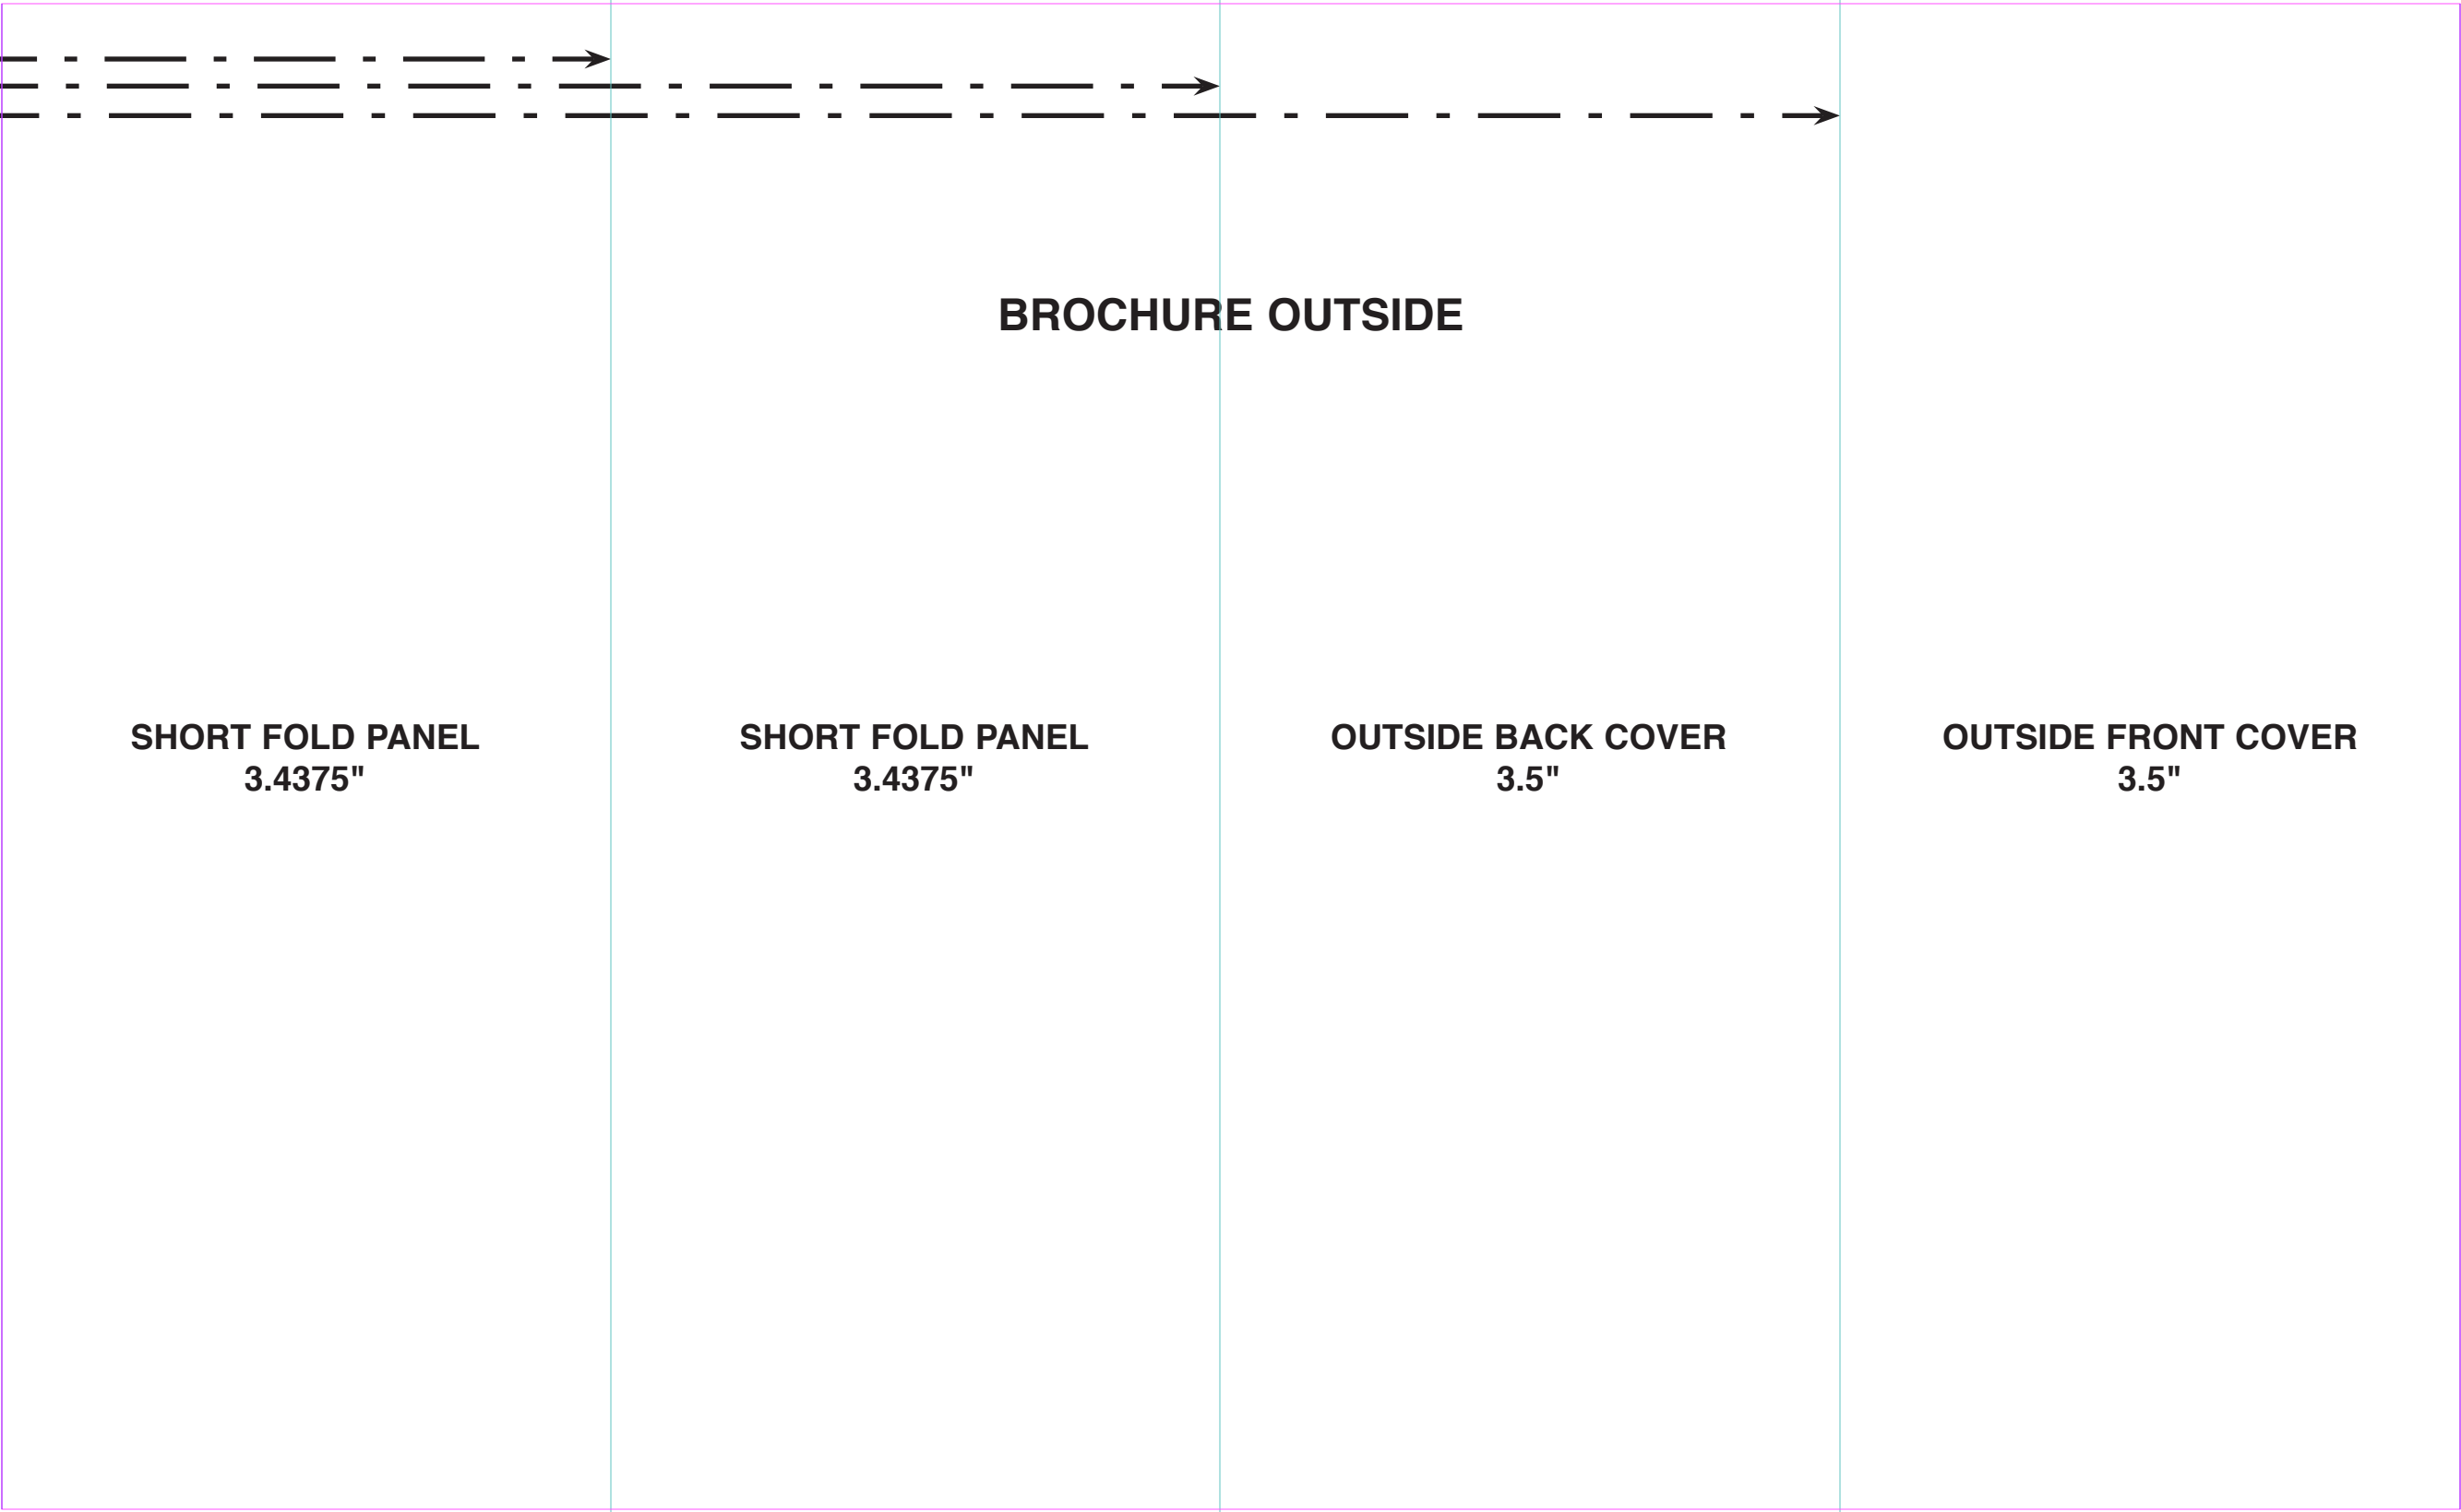 BROCHURE OUTSIDE
SHORT FOLD PANEL
3.4375"
SHORT FOLD PANEL
3.4375"
OUTSIDE BACK COVER
3.5"
OUTSIDE FRONT COVER
3.5"